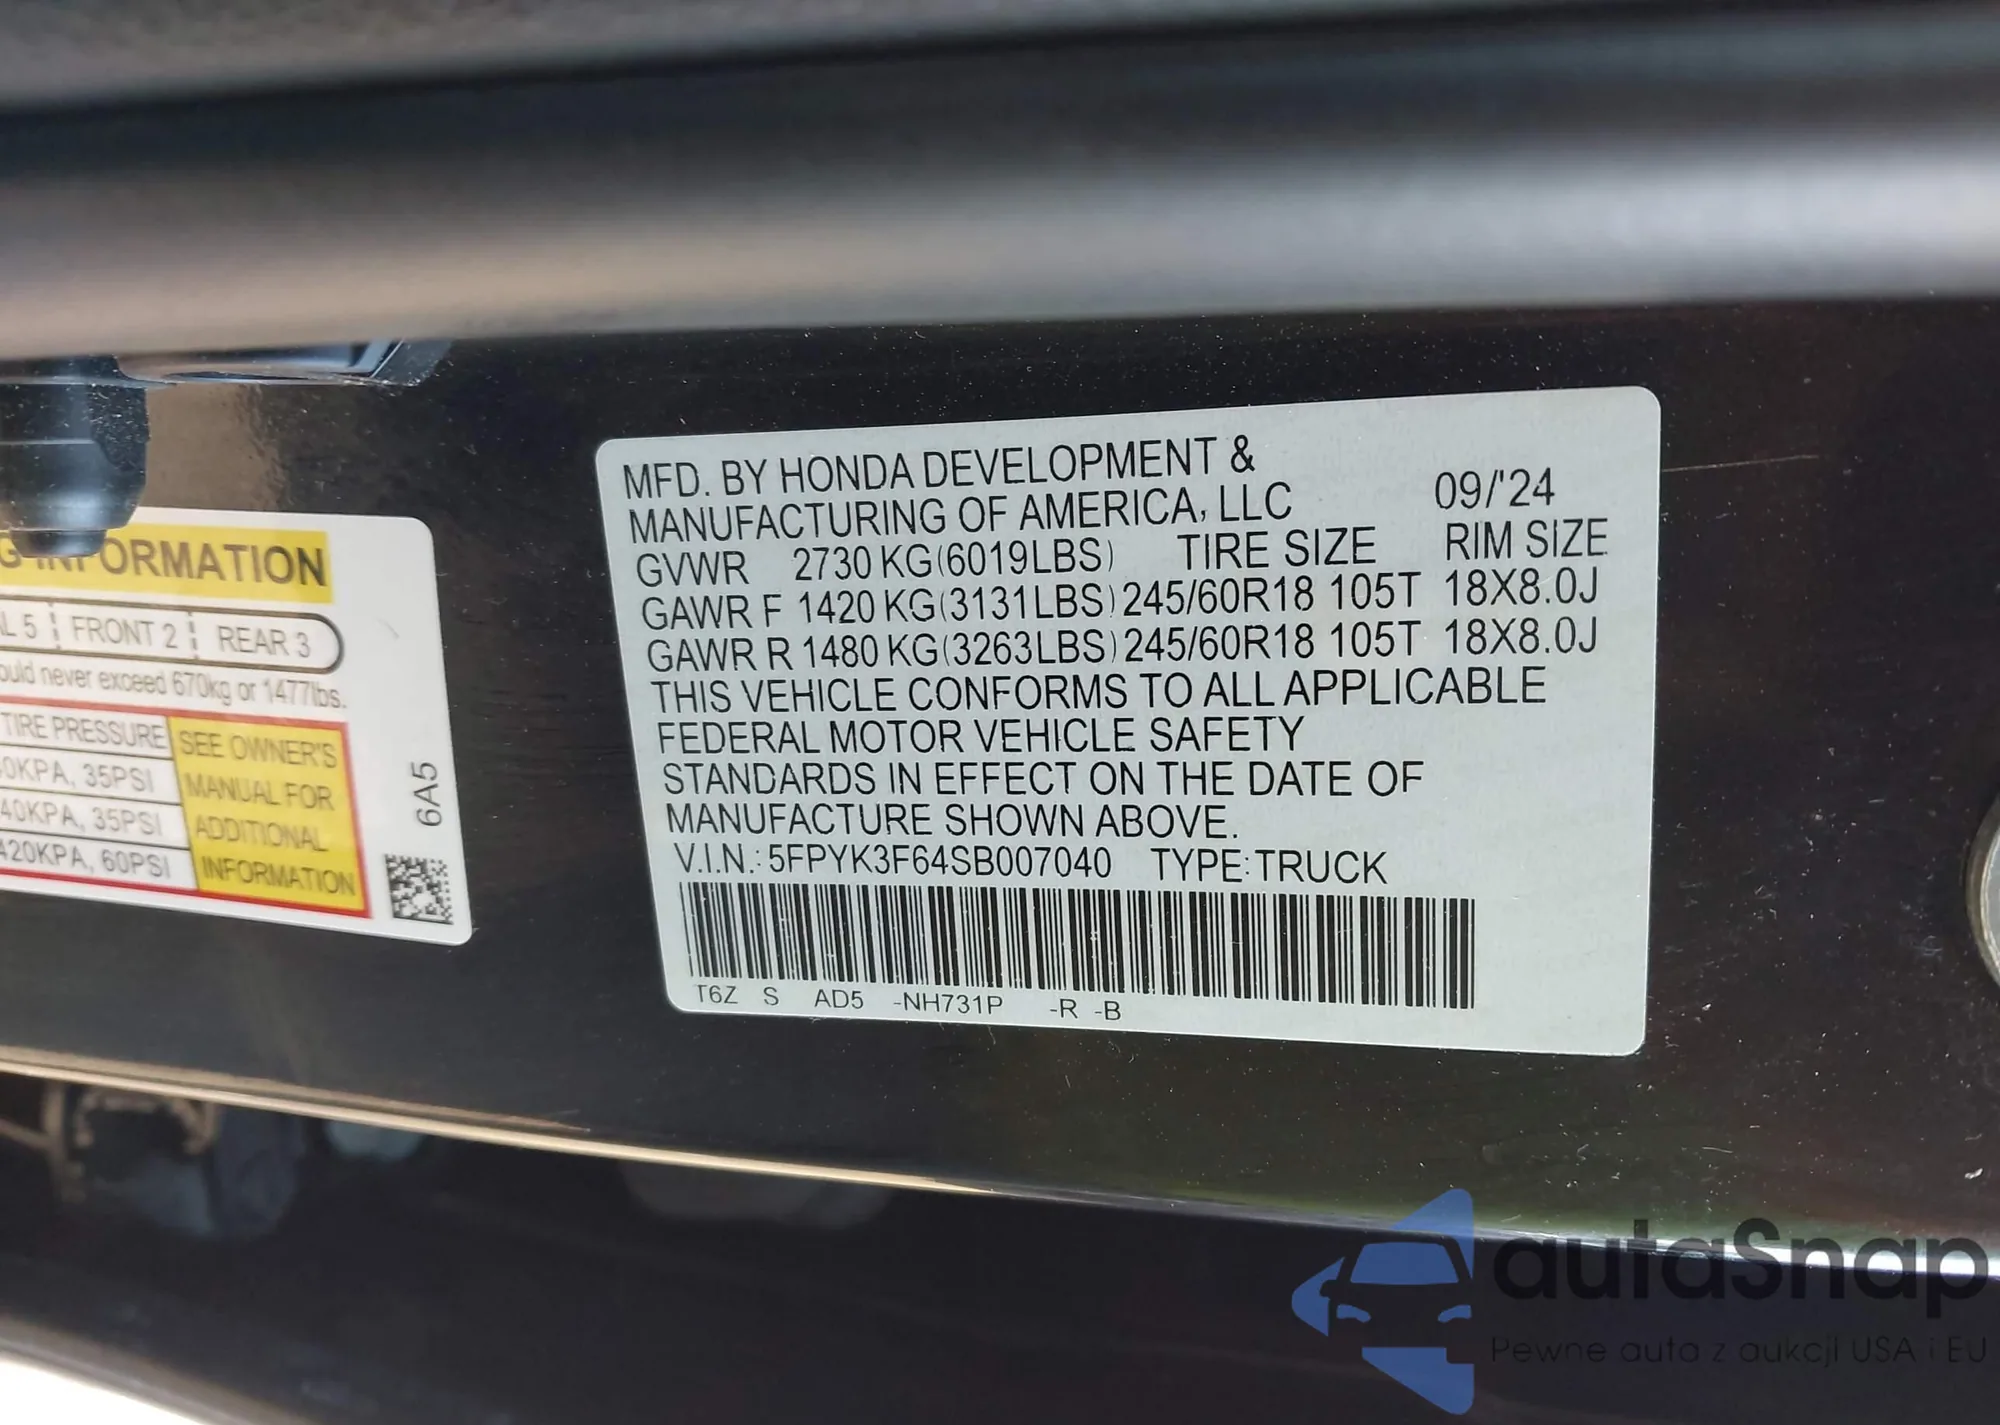 MFD. BY HONDA DEVELOPMENT &
MANUFACTURING OF AMERICA, LLC 09/'24
GVWR 2730 KG(6019LBS) TIRE SIZE RIM SIZE
GAWR F 1420 KG(3131LBS) 245/60R18 105T 18X8.0J
GAWR R 1480 KG(3263LBS) 245/60R18 105T 18X8.0J
THIS VEHICLE CONFORMS TO ALL APPLICABLE
FEDERAL MOTOR VEHICLE SAFETY
STANDARDS IN EFFECT ON THE DATE OF
MANUFACTURE SHOWN ABOVE.
V.I.N.: 5FPYK3F64SB007040 TYPE: TRUCK
T6Z S AD5 -NH731P -R -B
INFORMATION
5 FRONT 2 REAR 3
never exceed 670kg or 1477lbs.
TIRE PRESSURE
35PSI
40KPA, 35PSI
420KPA, 60PSI
SEE OWNER'S
MANUAL FOR
ADDITIONAL
INFORMATION
6A5
autaSnap
Pewne auta z aukcji USA i EU